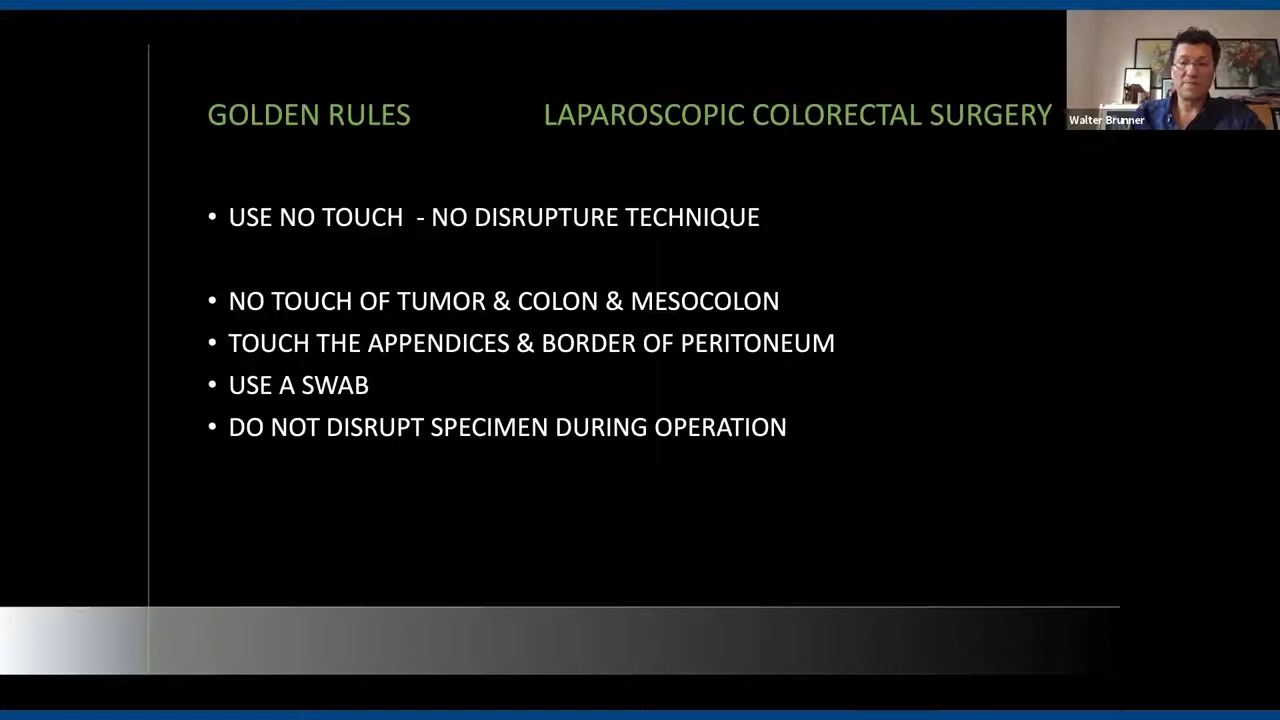 GOLDEN RULES LAPAROSCOPIC COLORECTAL SURGERY
Walter Brunner
• USE NO TOUCH - NO DISRUPTURE TECHNIQUE
• NO TOUCH OF TUMOR & COLON & MESOCOLON
• TOUCH THE APPENDICES & BORDER OF PERITONEUM
• USE A SWAB
• DO NOT DISRUPT SPECIMEN DURING OPERATION